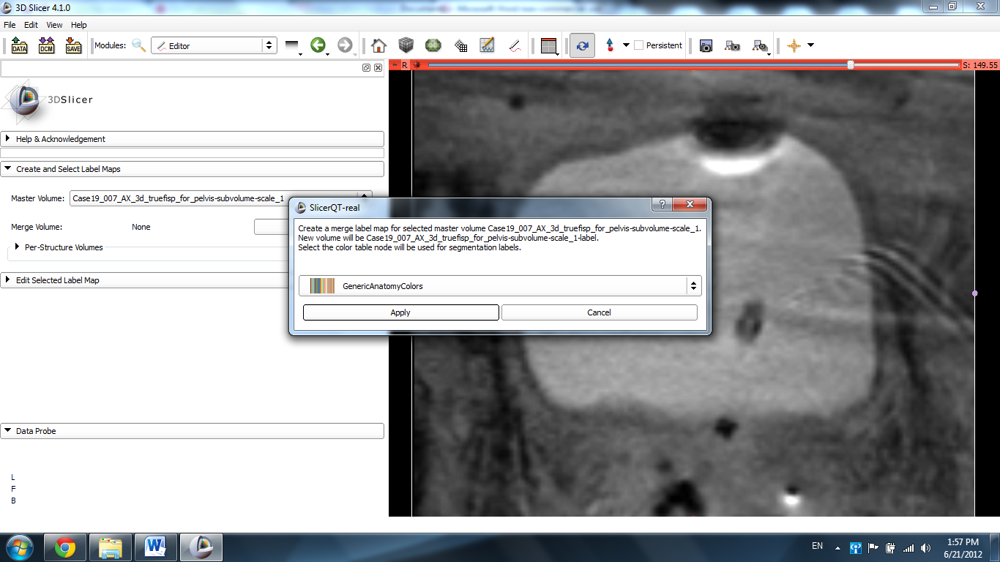 3D Slicer 4.1.0
File Edit View Help
DATA DCM SAVE Modules: Editor Persistent
R S: 149.55
3DSlicer
Help & Acknowledgement
Create and Select Label Maps
Master Volume: Case19_007_AX_3d_truefisp_for_pelvis-subvolume-scale_1
Merge Volume: None
Per-Structure Volumes
Edit Selected Label Map
SlicerQT-real
Create a merge label map for selected master volume Case19_007_AX_3d_truefisp_for_pelvis-subvolume-scale_1.
New volume will be Case19_007_AX_3d_truefisp_for_pelvis-subvolume-scale_1-label.
Select the color table node will be used for segmentation labels.
GenericAnatomyColors
Apply Cancel
Data Probe
L
F
B
EN 1:57 PM
6/21/2012